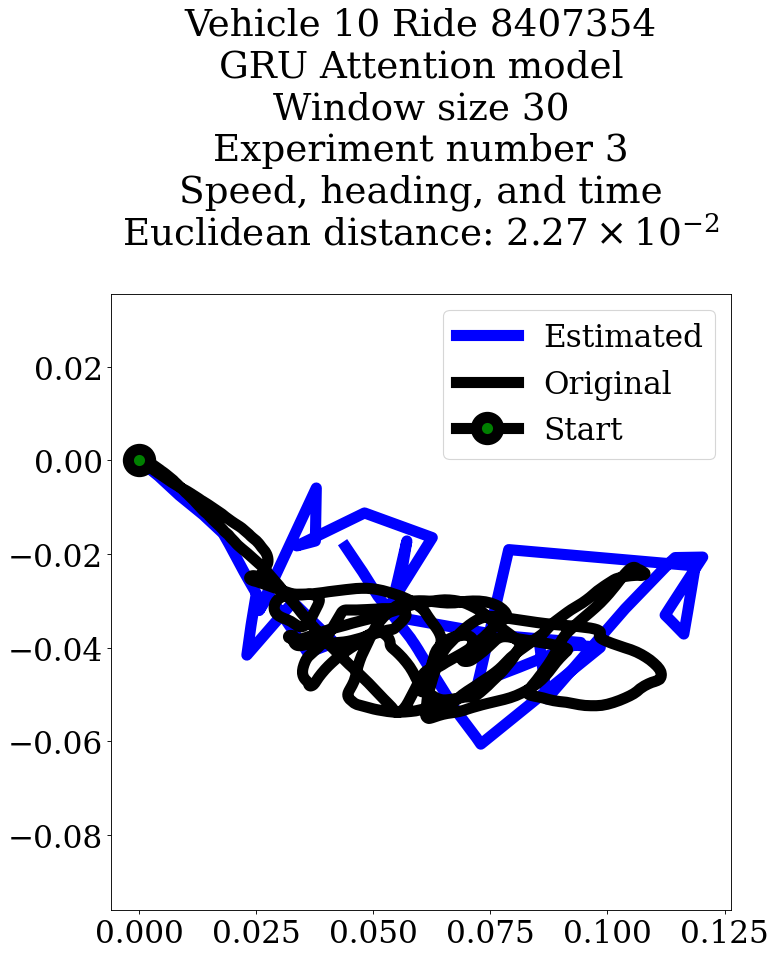 Vehicle 10 Ride 8407354
GRU Attention model
Window size 30
Experiment number 3
Speed, heading, and time
Euclidean distance: 2.27 × 10⁻²
Estimated
Original
Start
0.02
0.00
−0.02
−0.04
−0.06
−0.08
0.000 0.025 0.050 0.075 0.100 0.125